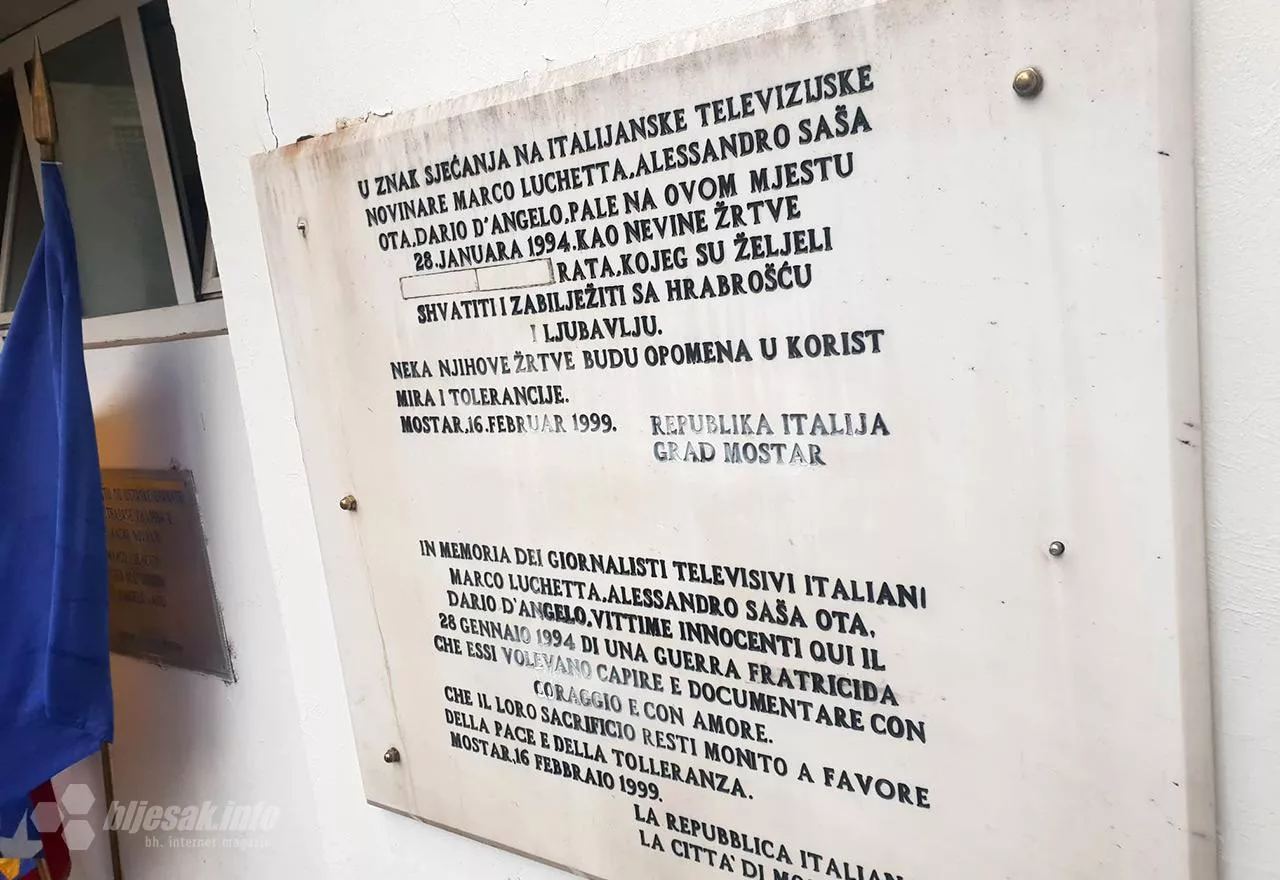 U ZNAK SJEĆANJA NA ITALIJANSKE TELEVIZIJSKE
NOVINARE MARCO LUCHETTA,ALESSANDRO SAŠA
OTA,DARIO D'ANGELO,PALE NA OVOM MJESTU
28.JANUARA 1994.KAO NEVINE ŽRTVE
RATA,KOJEG SU ŽELJELI
SHVATITI I ZABILJEŽITI SA HRABROŠĆU
I LJUBAVLJU.
NEKA NJIHOVE ŽRTVE BUDU OPOMENA U KORIST
MIRA I TOLERANCIJE.
MOSTAR,16.FEBRUAR 1999.
REPUBLIKA ITALIJA
GRAD MOSTAR
IN MEMORIA DEI GIORNALISTI TELEVISIVI ITALIANI
MARCO LUCHETTA,ALESSANDRO SAŠA OTA,
DARIO D'ANGELO,VITTIME INNOCENTI QUI IL
28 GENNAIO 1994 DI UNA GUERRA FRATRICIDA
CHE ESSI VOLEVANO CAPIRE E DOCUMENTARE CON
CORAGGIO E CON AMORE.
CHE IL LORO SACRIFICIO RESTI MONITO A FAVORE
DELLA PACE E DELLA TOLLERANZA.
MOSTAR,16 FEBBRAIO 1999.
LA REPUBBLICA ITALIAN
LA CITTA' DI MO
bljesak.info
bh. internet magazin